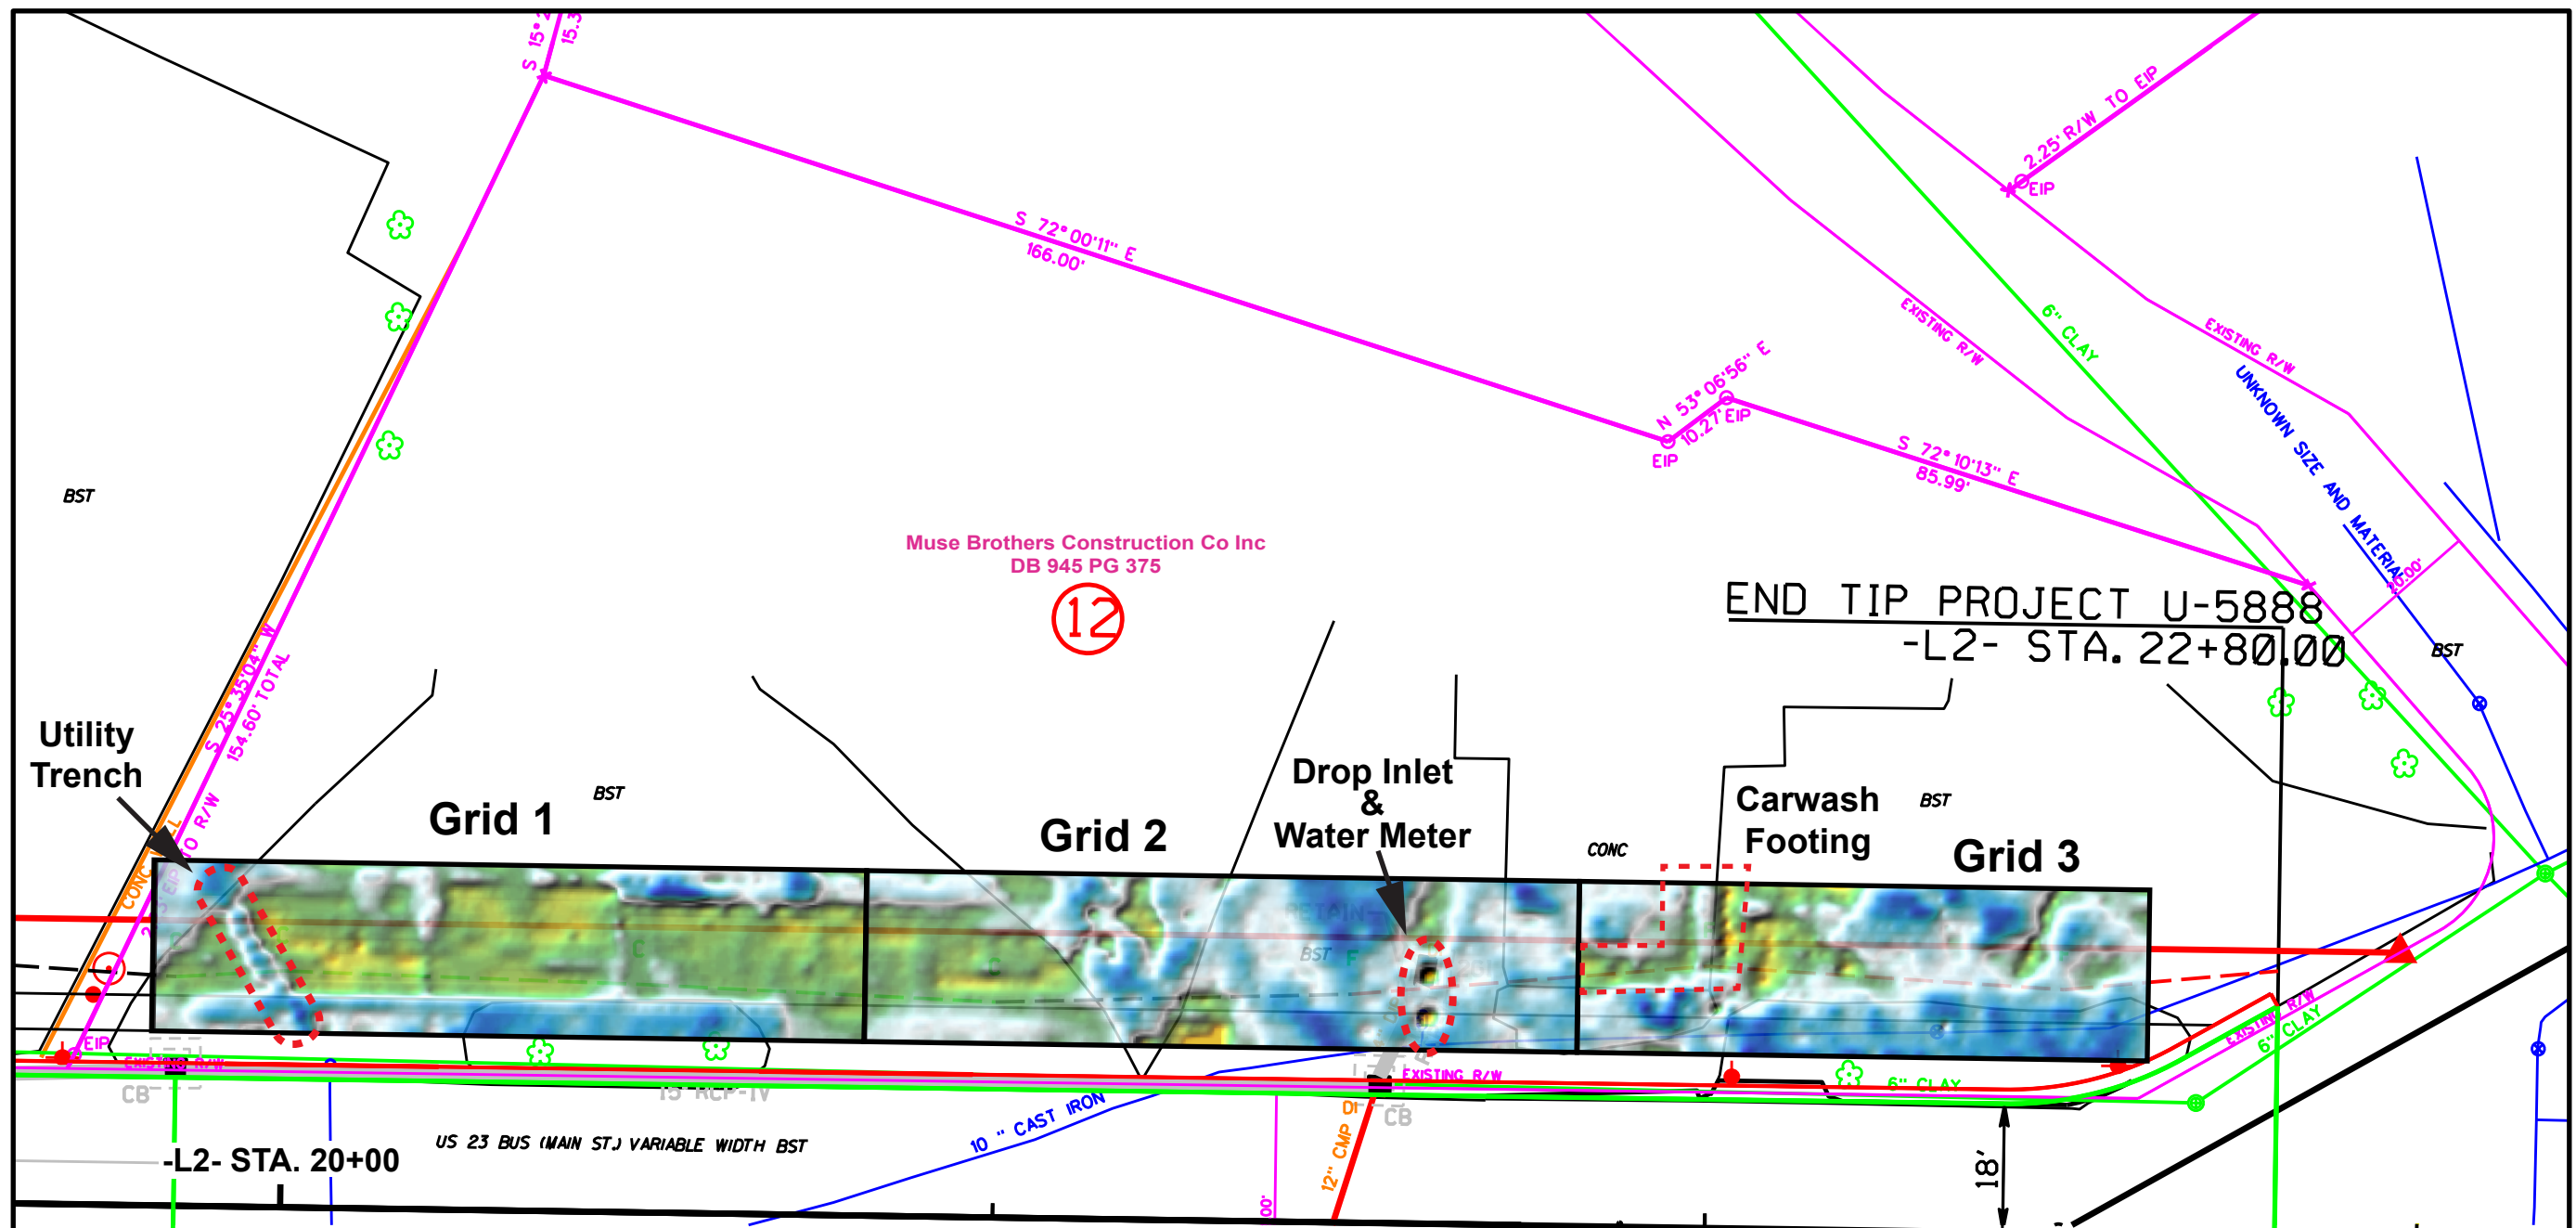 2.25' R/W TO EIP
EIP
S 72°00'11" E
166.00'
EXISTING R/W
6" CLAY
EXISTING R/W
UNKNOWN SIZE AND MATERIAL
N 53°06'56" E
10.27'
EIP
EIP
S 72°10'13" E
85.99'
BST
Muse Brothers Construction Co Inc
DB 945 PG 375
12
END TIP PROJECT U-5888
-L2- STA. 22+80.00
BST
S 25°35'04" W
154.60' TOTAL
Utility
Trench
Grid 1
BST
Grid 2
Drop Inlet
&
Water Meter
CONC
Carwash
Footing
BST
Grid 3
RETAIN
BST
F
C
C
EIP
EXISTING R/W
CB
15" RCP-IV
EXISTING R/W
DI
CB
6" CLAY
EXISTING R/W
6" CLAY
10 " CAST IRON
12" CMP
18'
US 23 BUS (MAIN ST.) VARIABLE WIDTH BST
-L2- STA. 20+00